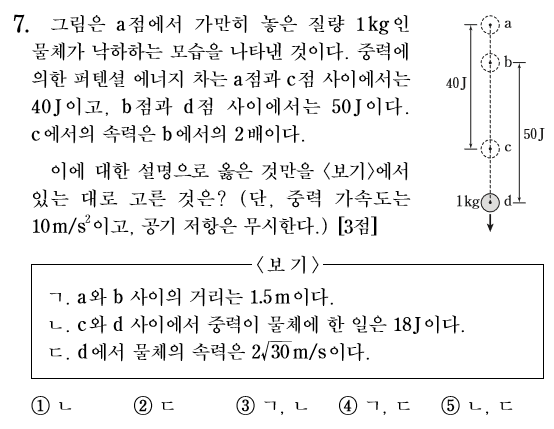 7. 그림은 a점에서 가만히 놓은 질량 1kg인
물체가 낙하하는 모습을 나타낸 것이다. 중력에
의한 퍼텐셜 에너지 차는 a점과 c점 사이에서는
40J이고, b점과 d점 사이에서는 50J이다.
c에서의 속력은 b에서의 2배이다.
a
b
40J
50J
c
1kg
d
이에 대한 설명으로 옳은 것만을 〈보기〉에서
있는 대로 고른 것은? (단, 중력 가속도는
10m/s²이고, 공기 저항은 무시한다.) [3점]
〈보 기〉
ㄱ. a와 b 사이의 거리는 1.5m이다.
ㄴ. c와 d 사이에서 중력이 물체에 한 일은 18J이다.
ㄷ. d에서 물체의 속력은 2√30 m/s이다.
① ㄴ ② ㄷ ③ ㄱ, ㄴ ④ ㄱ, ㄷ ⑤ ㄴ, ㄷ